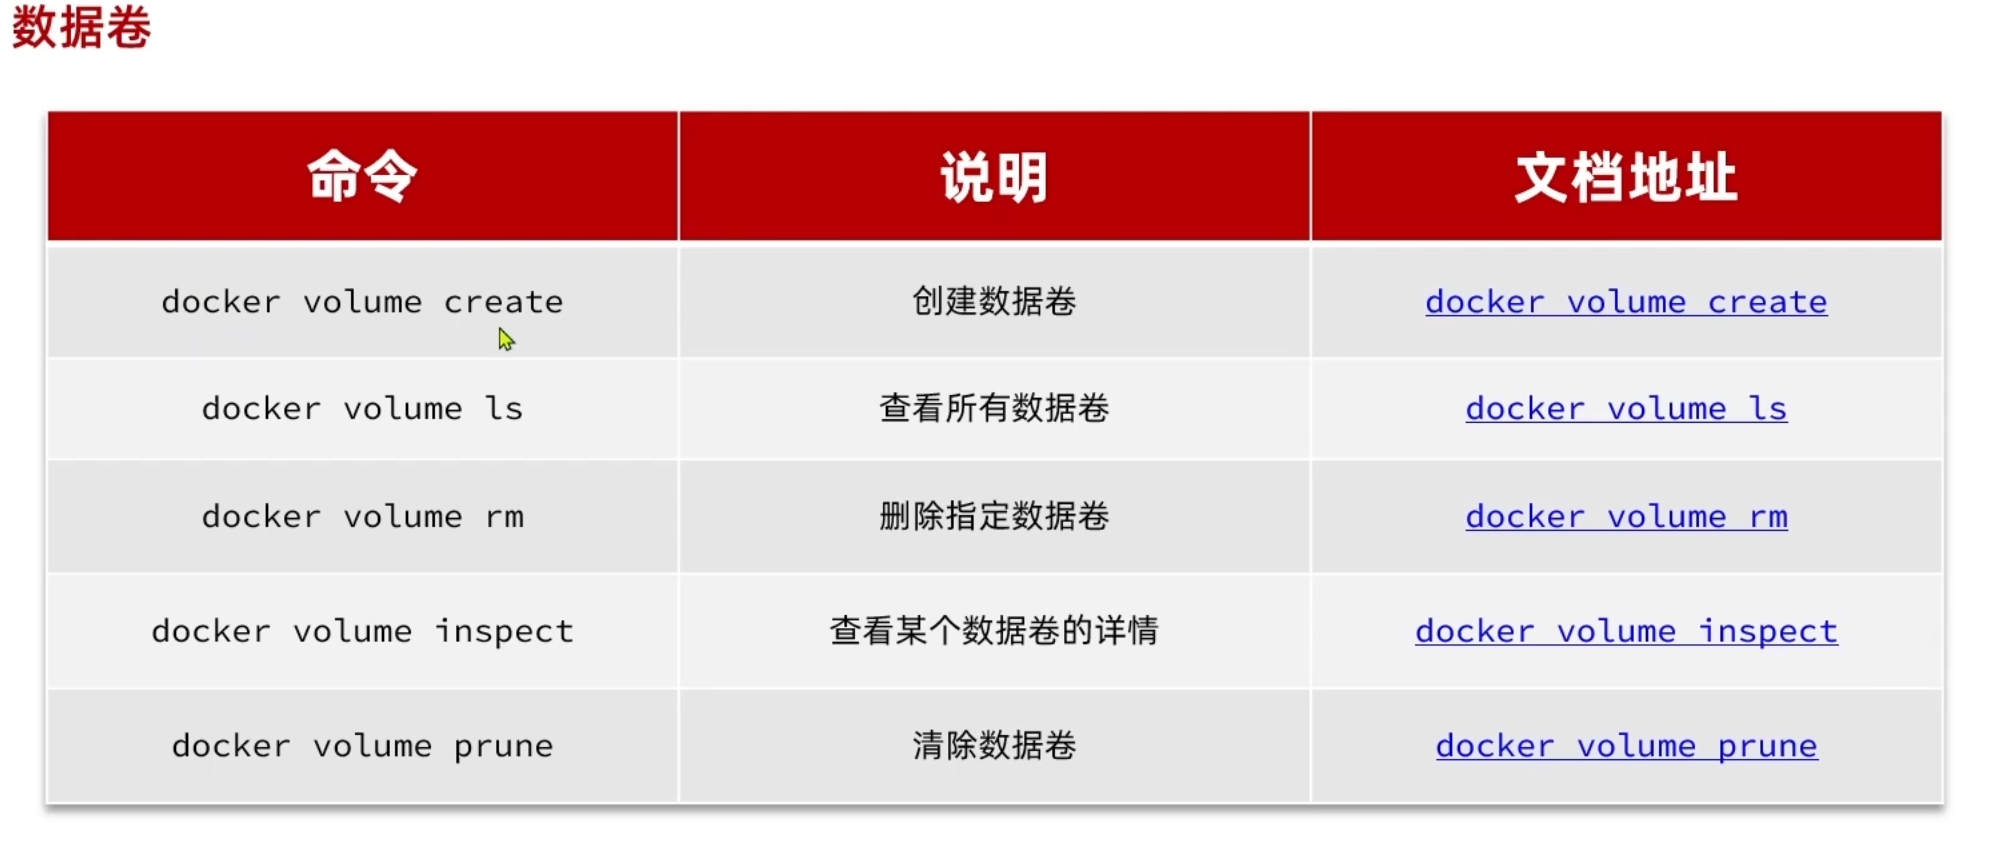 数据卷
命令 说明 文档地址
docker volume create 创建数据卷 docker volume create
docker volume ls 查看所有数据卷 docker volume ls
docker volume rm 删除指定数据卷 docker volume rm
docker volume inspect 查看某个数据卷的详情 docker volume inspect
docker volume prune 清除数据卷 docker volume prune